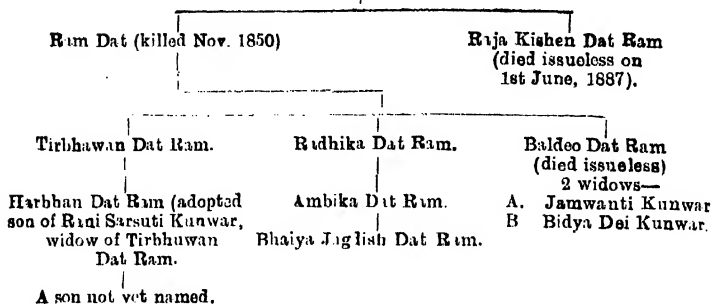 Ram Dat (killed Nov. 1850)
Raja Kishen Dat Ram
(died issueless on
1st June, 1887).
Tirbhawan Dat Ram.
Radhika Dat Ram.
Baldeo Dat Ram
(died issueless)
2 widows—
A. Jamwanti Kunwar
B Bidya Dei Kunwar.
Harbhan Dat Ram (adopted
son of Rani Sarsuti Kunwar,
widow of Tirbhuwan
Dat Ram.
Ambika Dat Ram.
Bhaiya Jagdish Dat Ram.
A son not yet named.